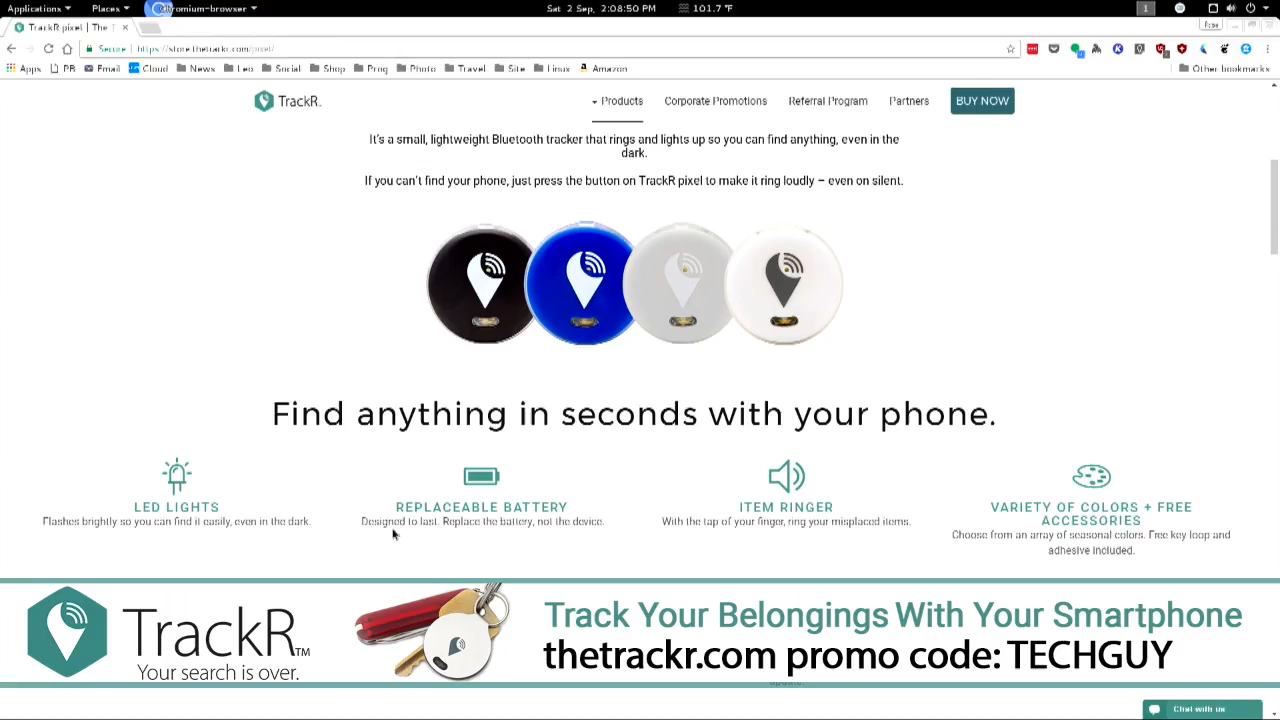 Applications Places Chromium-browser Sat 2 Sep, 2:08:50 PM 101.7 °F 1
TrackR pixel | The
Secure https://store.thetrackr.com/pixel/
Apps PB Email Cloud News Leo Social Shop Prog Photo Travel Site Linux Amazon Other bookmarks
TrackR. Products Corporate Promotions Referral Program Partners BUY NOW
It's a small, lightweight Bluetooth tracker that rings and lights up so you can find anything, even in the
dark.
If you can't find your phone, just press the button on TrackR pixel to make it ring loudly – even on silent.
Find anything in seconds with your phone.
LED LIGHTS
Flashes brightly so you can find it easily, even in the dark.
REPLACEABLE BATTERY
Designed to last. Replace the battery, not the device.
ITEM RINGER
With the tap of your finger, ring your misplaced items.
VARIETY OF COLORS + FREE
ACCESSORIES
Choose from an array of seasonal colors. Free key loop and
adhesive included.
TrackR™
Your search is over.
Track Your Belongings With Your Smartphone
thetrackr.com promo code: TECHGUY
Chat with us